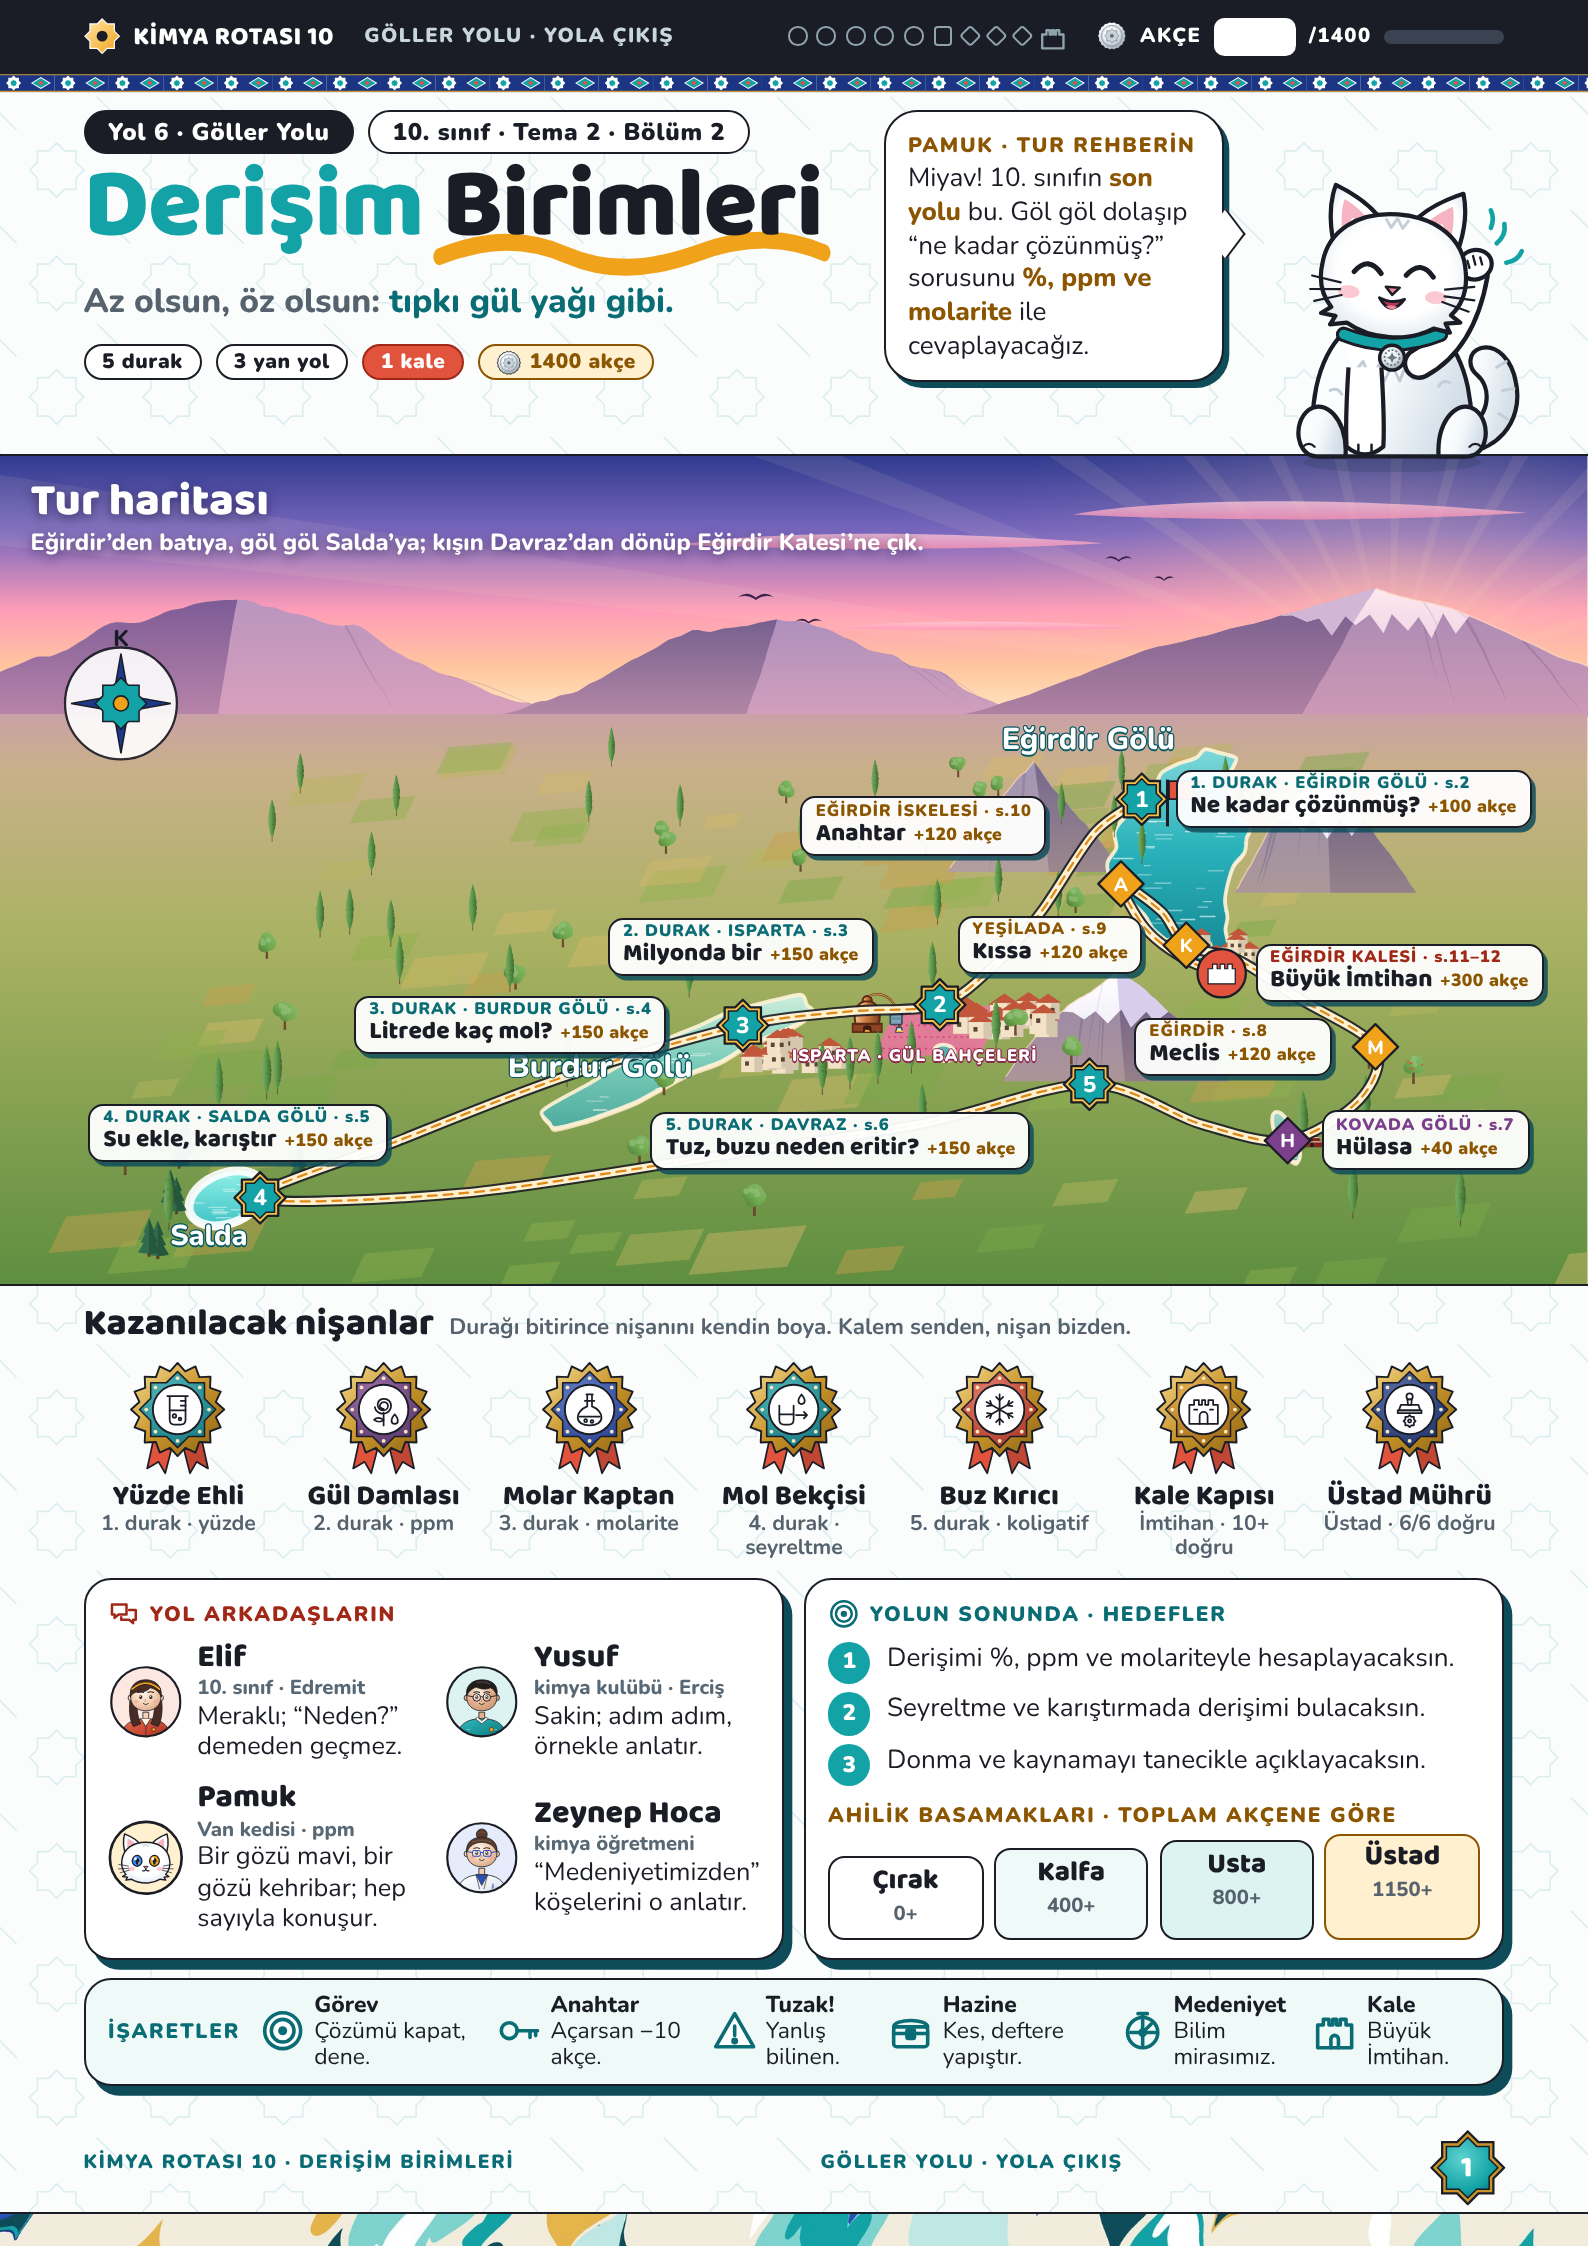 KİMYA ROTASI 10
GÖLLER YOLU · YOLA ÇIKIŞ
AKÇE
/1400
Yol 6 · Göller Yolu
10. sınıf · Tema 2 · Bölüm 2
Derişim Birimleri
Az olsun, öz olsun: tıpkı gül yağı gibi.
5 durak
3 yan yol
1 kale
1400 akçe
PAMUK · TUR REHBERİN
Miyav! 10. sınıfın son
yolu bu. Göl göl dolaşıp
“ne kadar çözünmüş?”
sorusunu %, ppm ve
molarite ile
cevaplayacağız.
Tur haritası
Eğirdir’den batıya, göl göl Salda’ya; kışın Davraz’dan dönüp Eğirdir Kalesi’ne çık.
K
Eğirdir Gölü
1
1. DURAK · EĞİRDİR GÖLÜ · s.2
Ne kadar çözünmüş? +100 akçe
EĞİRDİR İSKELESİ · s.10
Anahtar +120 akçe
A
2. DURAK · ISPARTA · s.3
Milyonda bir +150 akçe
YEŞİLADA · s.9
Kıssa +120 akçe
K
EĞİRDİR KALESİ · s.11–12
Büyük İmtihan +300 akçe
3. DURAK · BURDUR GÖLÜ · s.4
Litrede kaç mol? +150 akçe
3
2
EĞİRDİR · s.8
Meclis +120 akçe
M
ISPARTA · GÜL BAHÇELERİ
Burdur Gölü
5
4. DURAK · SALDA GÖLÜ · s.5
Su ekle, karıştır +150 akçe
5. DURAK · DAVRAZ · s.6
Tuz, buzu neden eritir? +150 akçe
H
KOVADA GÖLÜ · s.7
Hülasa +40 akçe
4
Salda
Kazanılacak nişanlar
Durağı bitirince nişanını kendin boya. Kalem senden, nişan bizden.
Yüzde Ehli
1. durak · yüzde
Gül Damlası
2. durak · ppm
Molar Kaptan
3. durak · molarite
Mol Bekçisi
4. durak ·
seyreltme
Buz Kırıcı
5. durak · koligatif
Kale Kapısı
İmtihan · 10+
doğru
Üstad Mührü
Üstad · 6/6 doğru
YOL ARKADAŞLARIN
Elif
10. sınıf · Edremit
Meraklı; “Neden?”
demeden geçmez.
Yusuf
kimya kulübü · Erciş
Sakin; adım adım,
örnekle anlatır.
Pamuk
Van kedisi · ppm
Bir gözü mavi, bir
gözü kehribar; hep
sayıyla konuşur.
Zeynep Hoca
kimya öğretmeni
“Medeniyetimizden”
köşelerini o anlatır.
YOLUN SONUNDA · HEDEFLER
1 Derişimi %, ppm ve molariteyle hesaplayacaksın.
2 Seyreltme ve karıştırmada derişimi bulacaksın.
3 Donma ve kaynamayı tanecikle açıklayacaksın.
AHİLİK BASAMAKLARI · TOPLAM AKÇENE GÖRE
Çırak
0+
Kalfa
400+
Usta
800+
Üstad
1150+
İŞARETLER
Görev
Çözümü kapat,
dene.
Anahtar
Açarsan −10
akçe.
Tuzak!
Yanlış
bilinen.
Hazine
Kes, deftere
yapıştır.
Medeniyet
Bilim
mirasımız.
Kale
Büyük
İmtihan.
KİMYA ROTASI 10 · DERİŞİM BİRİMLERİ
GÖLLER YOLU · YOLA ÇIKIŞ
1